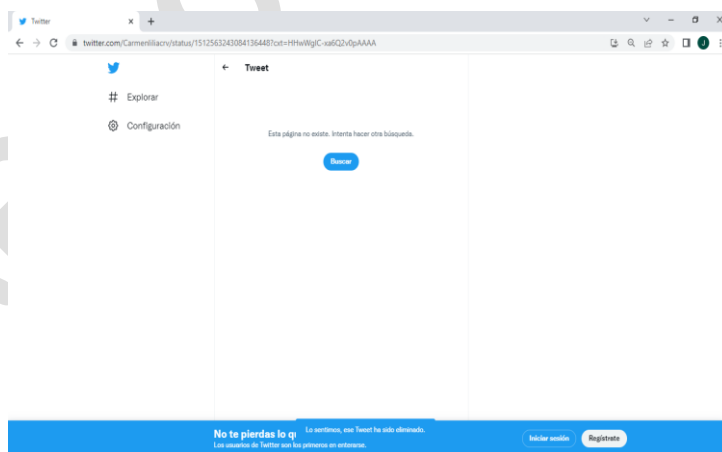 Twitter
twitter.com/Carmenliliacrv/status/1512563243084136448?cxt=HHwWglC-xa6Q2v0pAAAA
J
Tweet
Explorar
Configuración
Esta página no existe. Intenta hacer otra búsqueda.
Buscar
No te pierdas lo qu
Lo sentimos, ese Tweet ha sido eliminado.
Los usuarios de Twitter son los primeros en enterarse.
Iniciar sesión
Regístrate